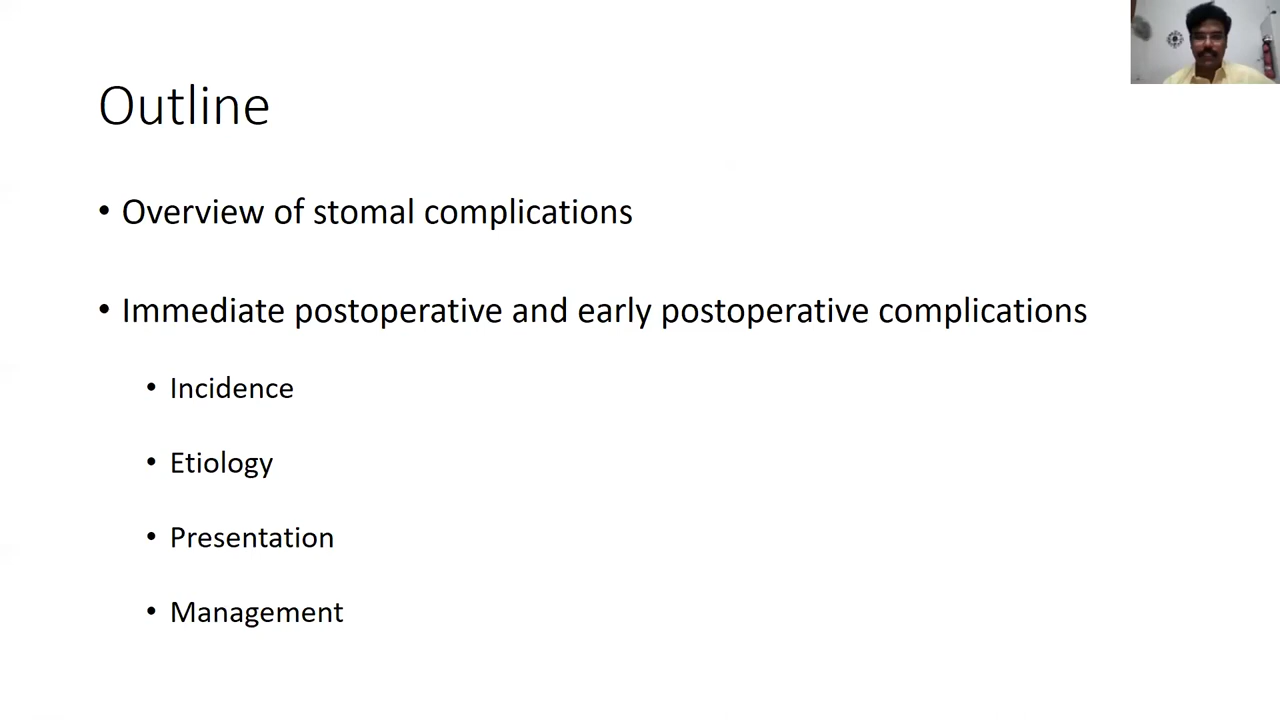 Outline
• Overview of stomal complications
• Immediate postoperative and early postoperative complications
• Incidence
• Etiology
• Presentation
• Management